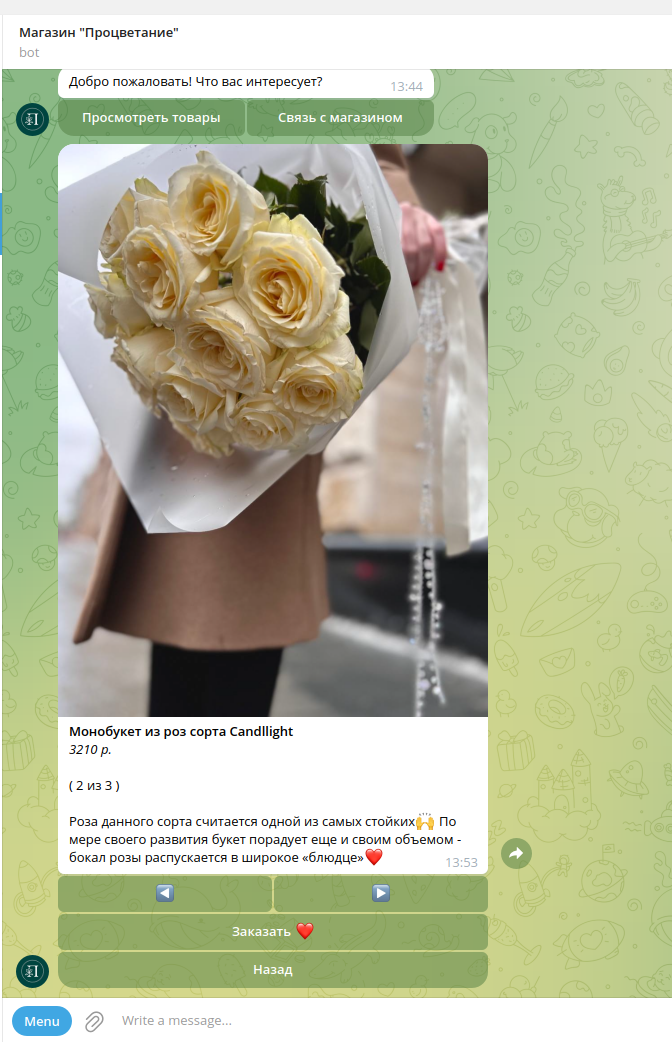 Магазин "Процветание"
bot
Добро пожаловать! Что вас интересует?
13:44
Просмотреть товары
Связь с магазином
Монобукет из роз сорта Candllight
3210 р.
( 2 из 3 )
Роза данного сорта считается одной из самых стойких🙌 По
мере своего развития букет порадует еще и своим объемом -
бокал розы распускается в широкое «блюдце»❤️
13:53
Заказать ❤️
Назад
Menu
Write a message...